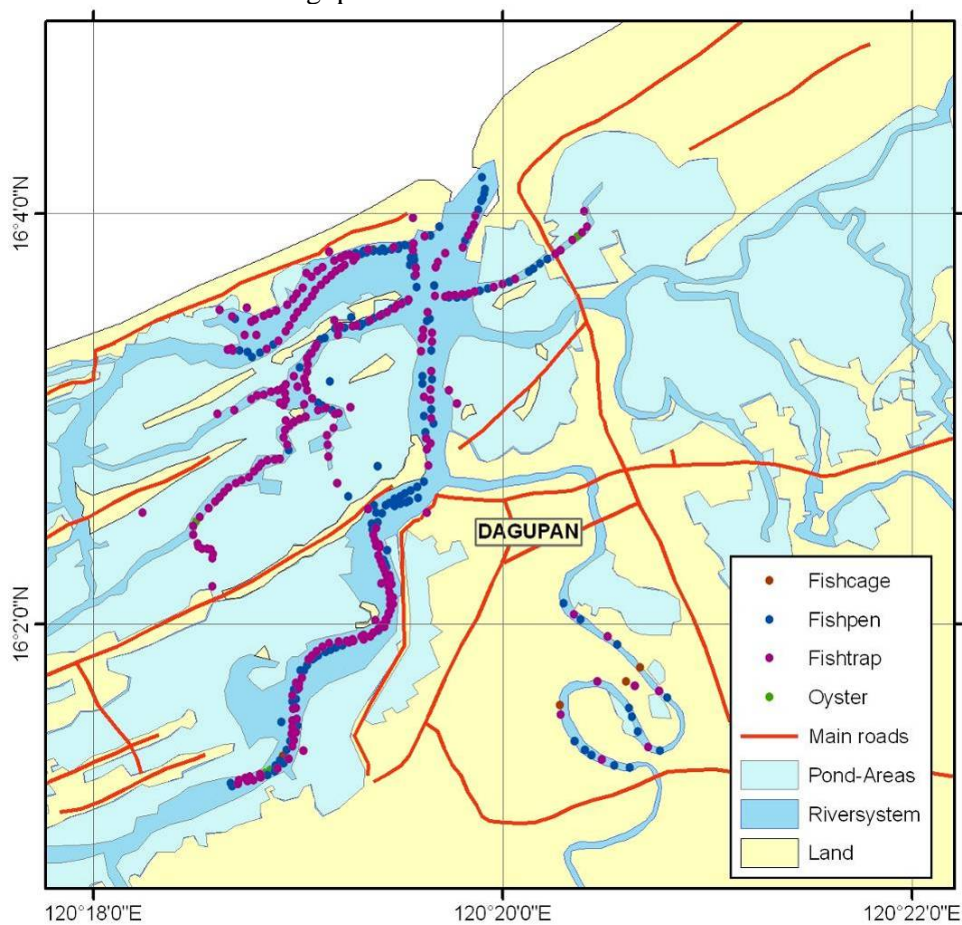 16°4'0"N
DAGUPAN
16°2'0"N
Fishcage
Fishpen
Fishtrap
Oyster
Main roads
Pond-Areas
Riversystem
Land
120°18'0"E
120°20'0"E
120°22'0"E